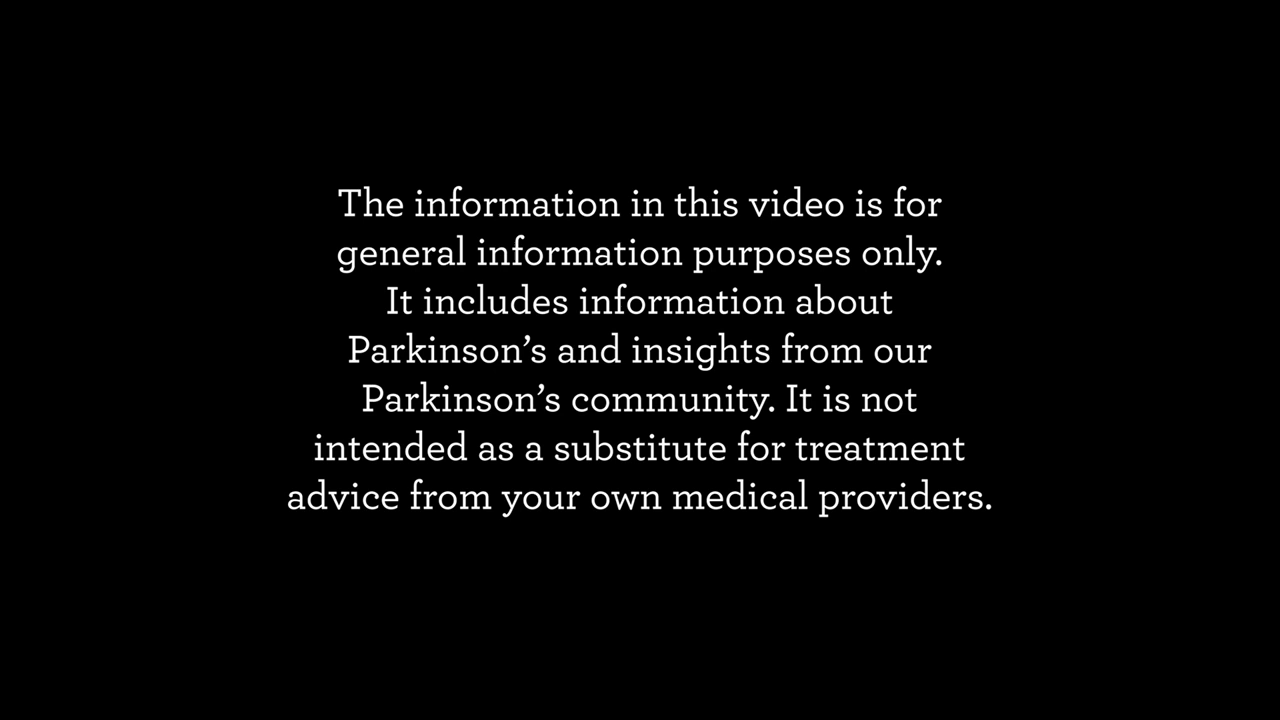 The information in this video is for
general information purposes only.
It includes information about
Parkinson’s and insights from our
Parkinson’s community. It is not
intended as a substitute for treatment
advice from your own medical providers.